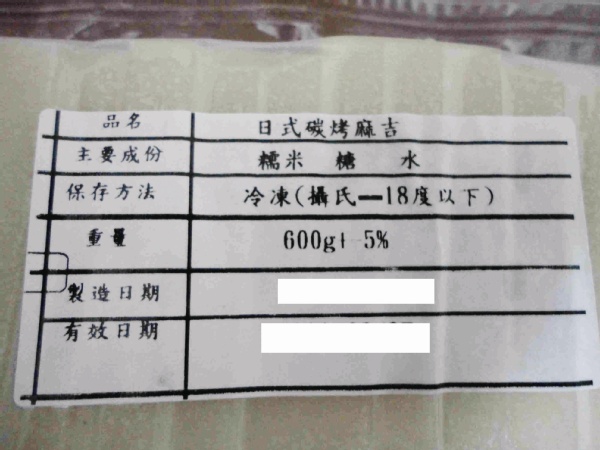 品名 日式碳烤麻吉
主要成份 糯米 糖 水
保存方法 冷凍(攝氏—18度以下)
重量 600g+-5%
製造日期
有效日期